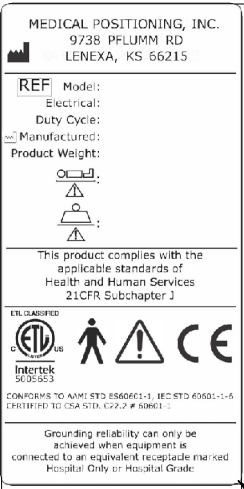 MEDICAL POSITIONING, INC.
9738 PFLUMM RD
LENEXA, KS 66215
REF Model:
Electrical:
Duty Cycle:
Manufactured:
Product Weight:
:
:
This product complies with the
applicable standards of
Health and Human Services
21CFR Subchapter J
ETL CLASSIFIED
C ETL US
Intertek
5005653
CE
CONFORMS TO AAMI STD ES60601-1, IEC STD 60601-1-6
CERTIFIED TO CSA STD. C22.2 # 60601-1
Grounding reliability can only be
achieved when equipment is
connected to an equivalent receptacle marked
Hospital Only or Hospital Grade